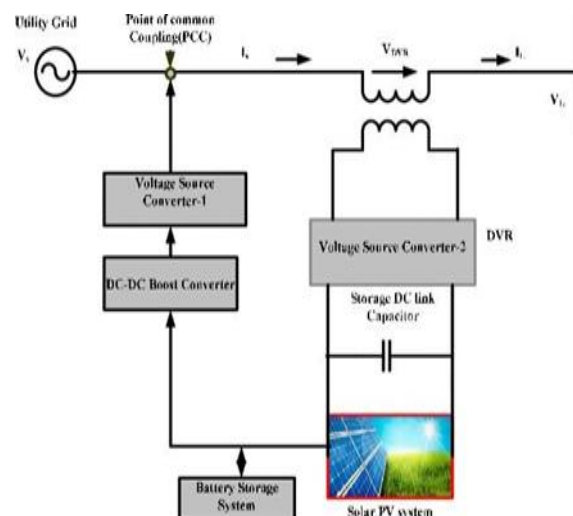 Utility Grid
Point of common
Coupling(PCC)
Vs
Is
VDVR
IL
VL
Voltage Source
Converter-1
Voltage Source Converter-2
DVR
DC-DC Boost Converter
Storage DC link
Capacitor
Battery Storage
System
Solar PV system